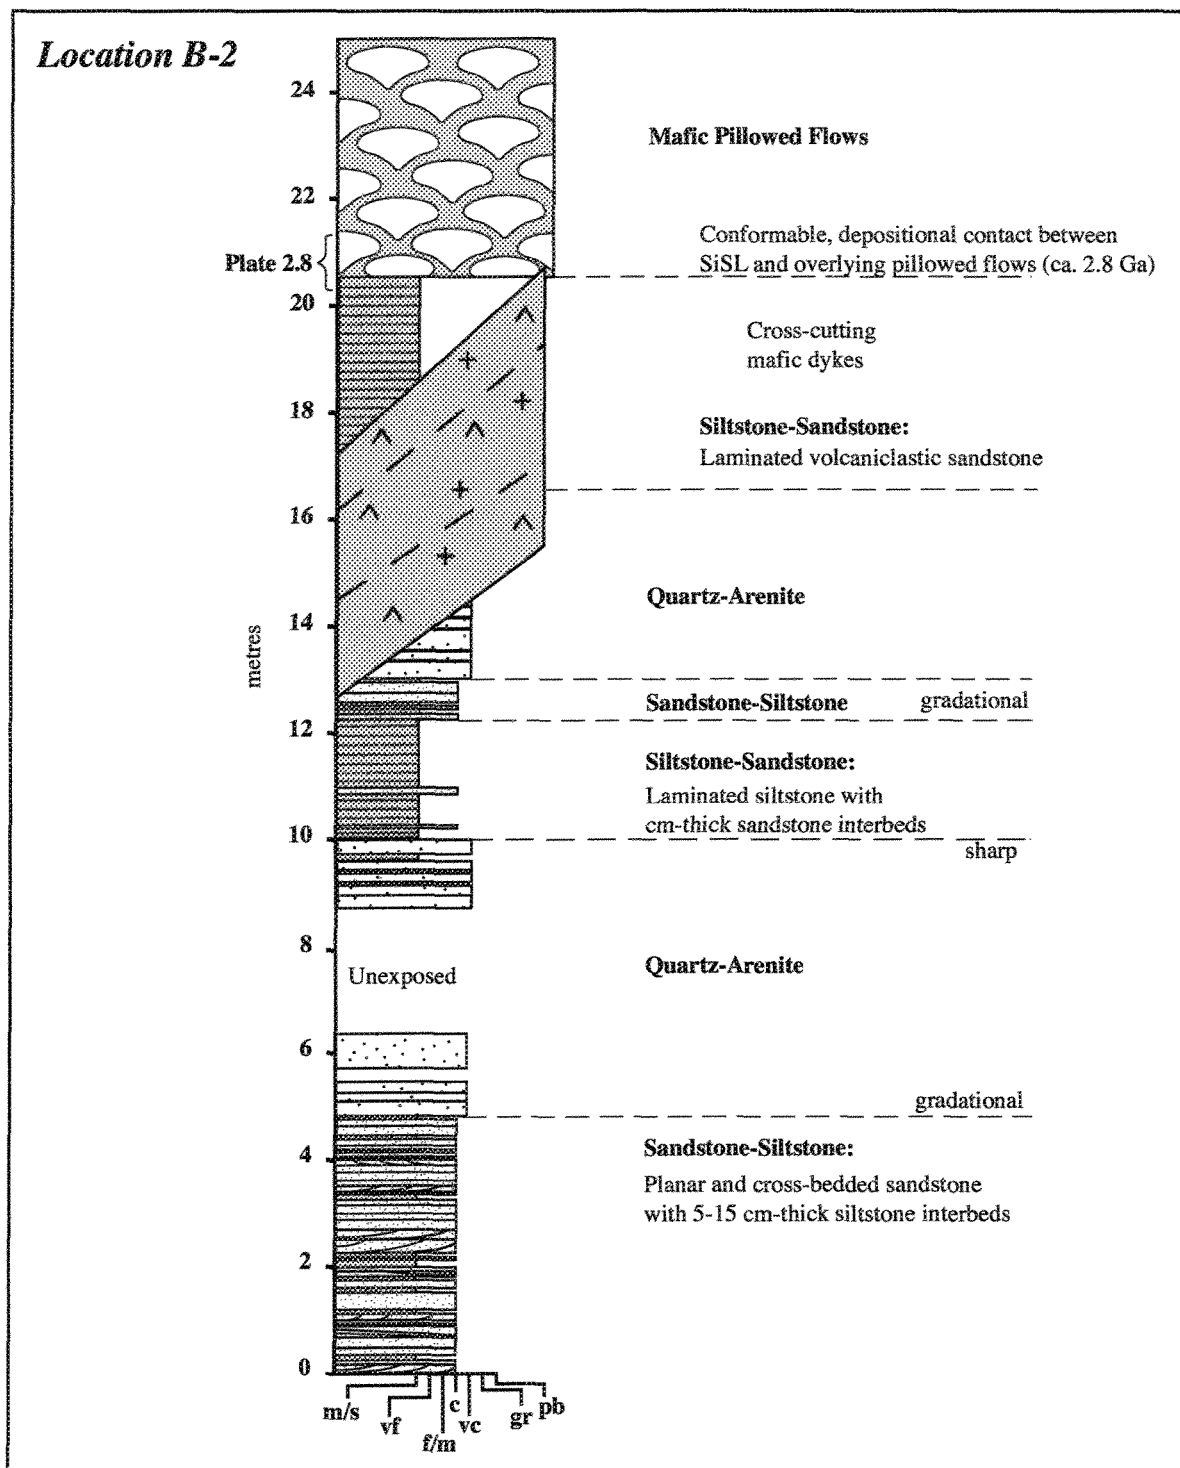 Location B-2
24
Mafic Pillowed Flows
22
Conformable, depositional contact between
Plate 2.8
SiSL and overlying pillowed flows (ca. 2.8 Ga)
20
Cross-cutting
mafic dykes
18
Siltstone-Sandstone:
Laminated volcaniclastic sandstone
16
Quartz-Arenite
14
metres
Sandstone-Siltstone
gradational
12
Siltstone-Sandstone:
Laminated siltstone with
cm-thick sandstone interbeds
10
sharp
8
Quartz-Arenite
Unexposed
6
gradational
Sandstone-Siltstone:
4
Planar and cross-bedded sandstone
with 5-15 cm-thick siltstone interbeds
2
0
m/s
vf
f/m
c
vc
gr
pb